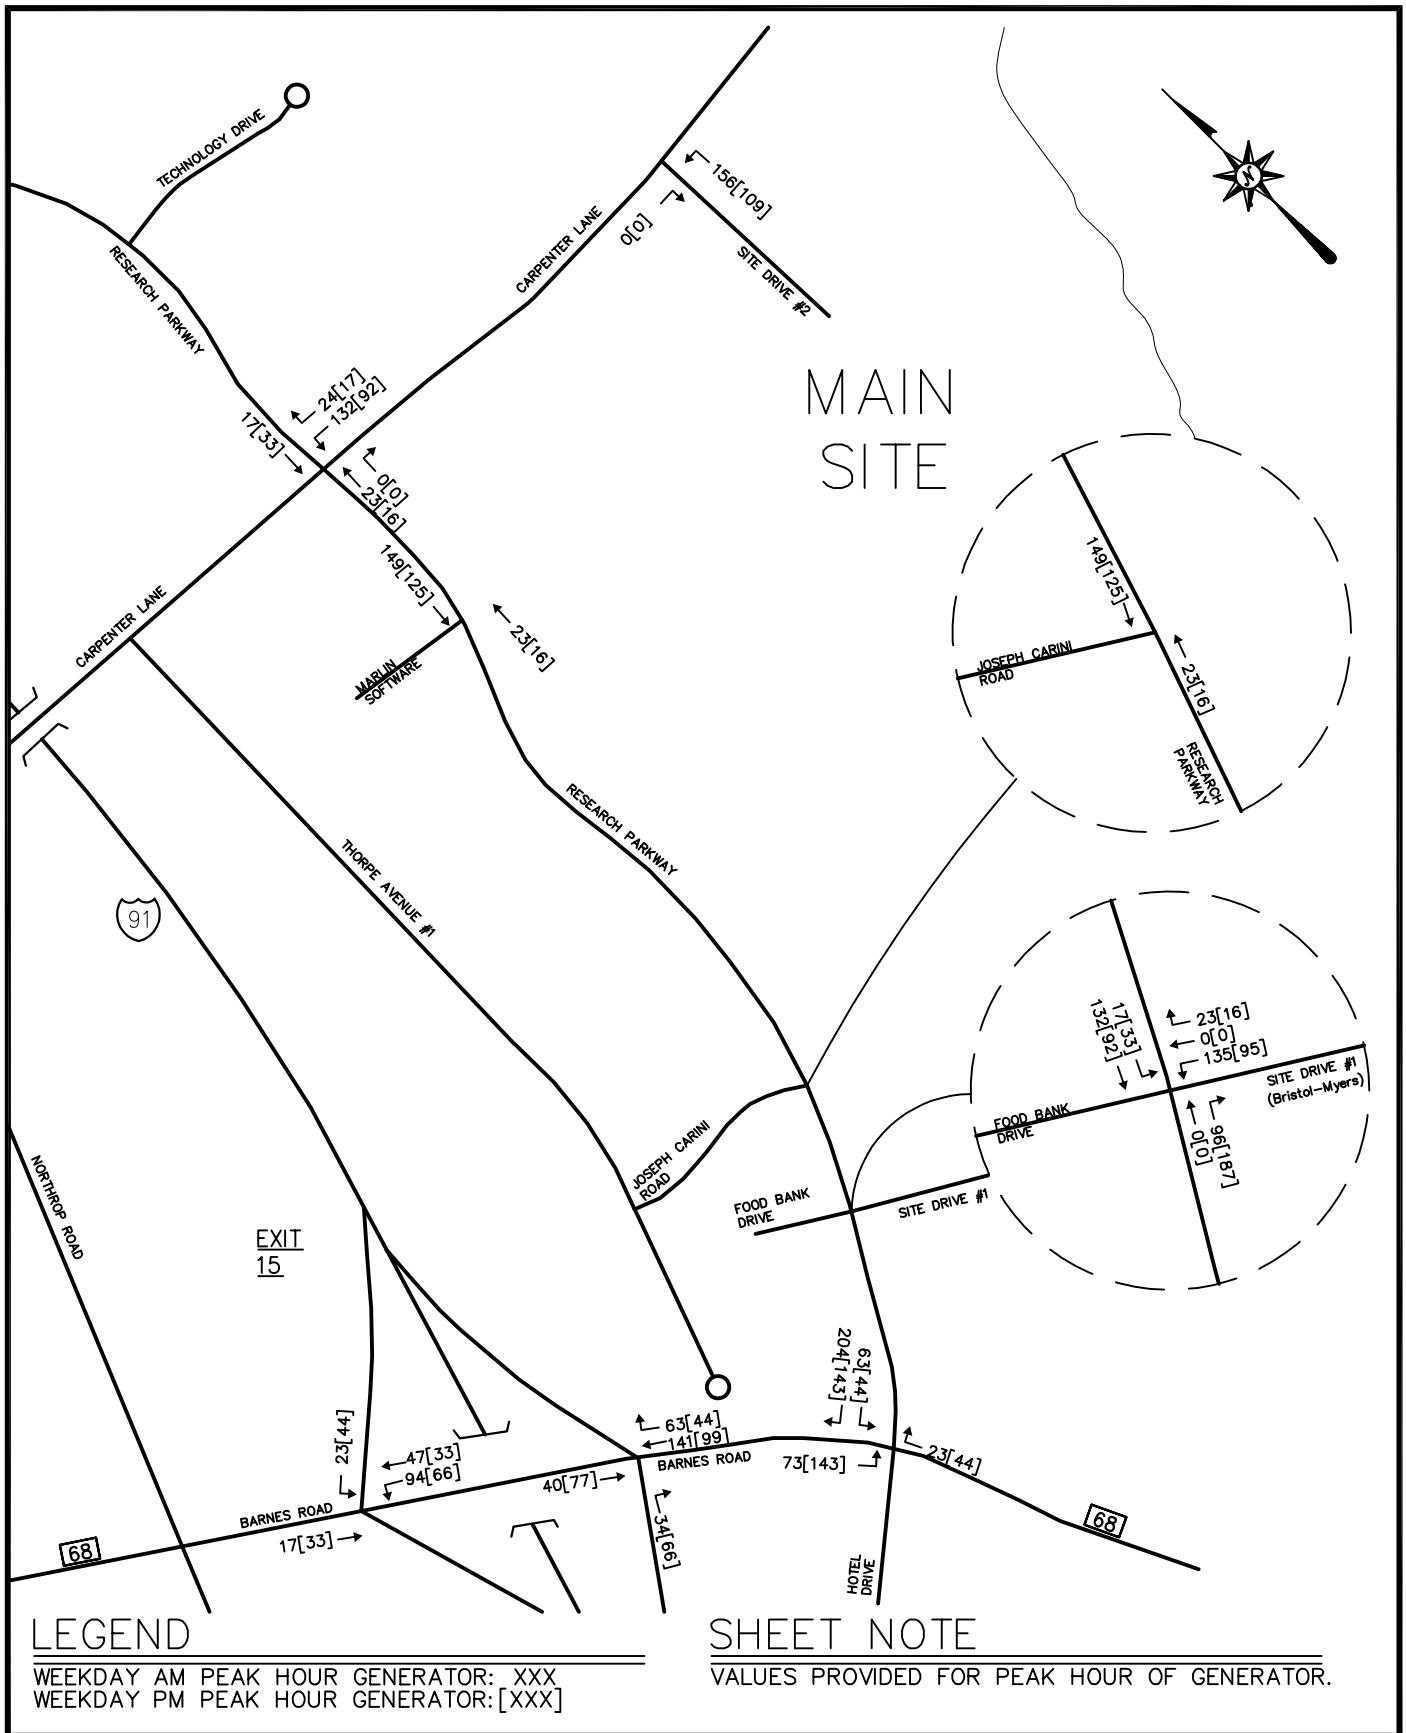 TECHNOLOGY DRIVE
RESEARCH PARKWAY
CARPENTER LANE
156[109]
0[0]
SITE DRIVE #2
N
MAIN
SITE
24[17]
132[92]
17[33]
0[0]
23[16]
149[125]
23[16]
CARPENTER LANE
MARLIN
SOFTWARE
149[125]
JOSEPH CARINI
ROAD
23[16]
RESEARCH
PARKWAY
RESEARCH PARKWAY
THORPE AVENUE #1
91
17[33]
132[92]
23[16]
0[0]
135[95]
SITE DRIVE #1
(Bristol-Myers)
FOOD BANK
DRIVE
96[187]
0[0]
JOSEPH CARINI
ROAD
FOOD BANK
DRIVE
SITE DRIVE #1
NORTHROP ROAD
EXIT
15
63[44]
204[143]
23[44]
47[33]
94[66]
63[44]
141[99]
BARNES ROAD
73[143]
23[44]
40[77]
34[66]
BARNES ROAD
17[33]
68
68
HOTEL
DRIVE
LEGEND
WEEKDAY AM PEAK HOUR GENERATOR: XXX
WEEKDAY PM PEAK HOUR GENERATOR:[XXX]
SHEET NOTE
VALUES PROVIDED FOR PEAK HOUR OF GENERATOR.